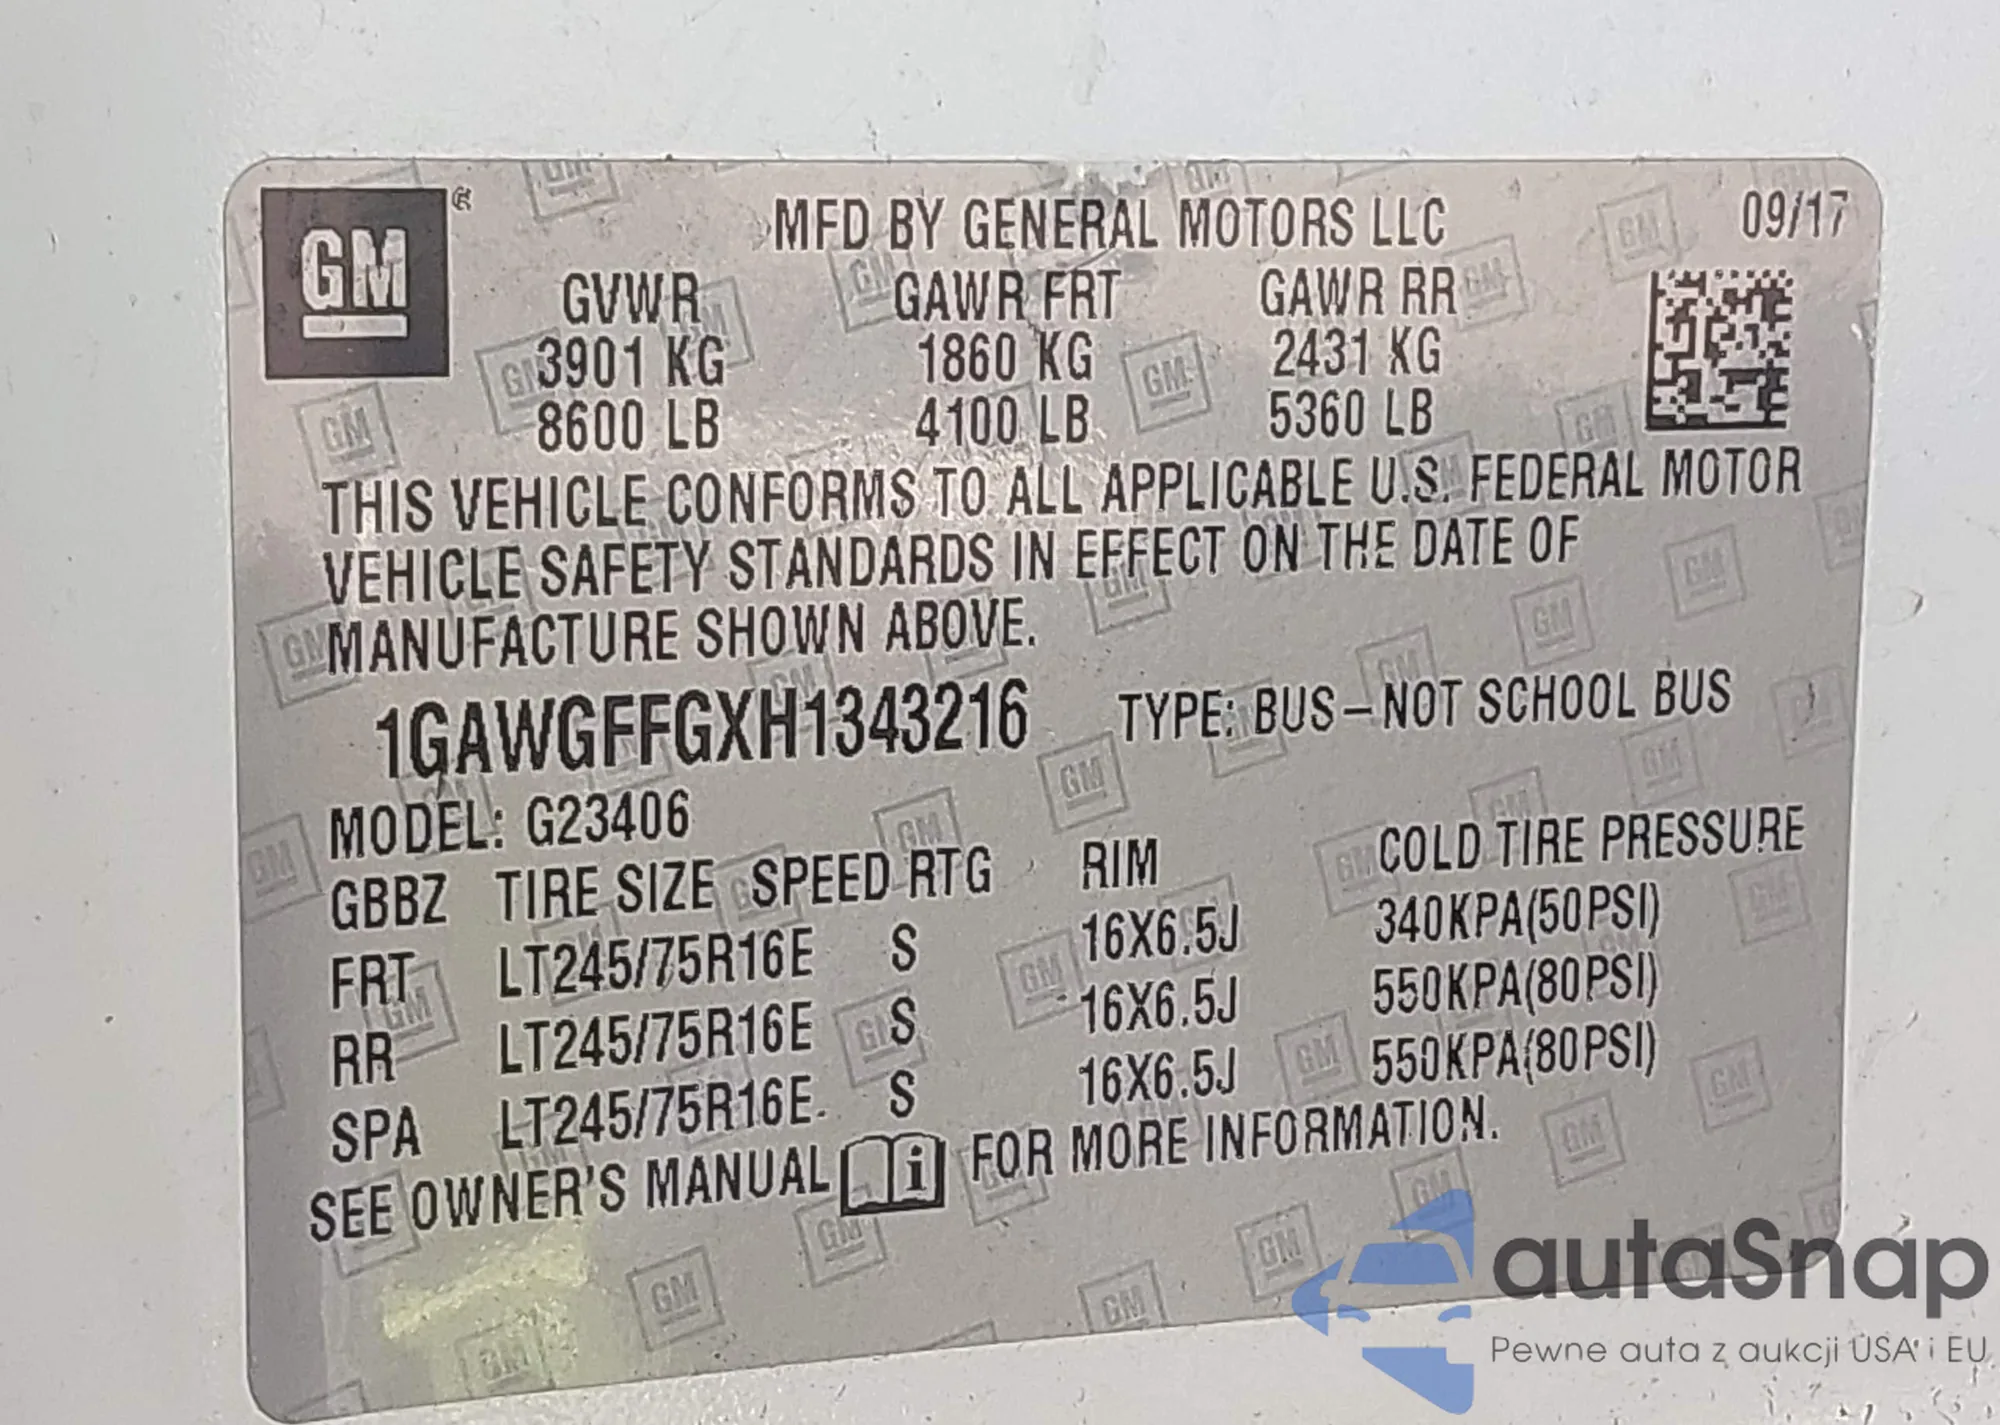 GM
MFD BY GENERAL MOTORS LLC 09/17
GVWR GAWR FRT GAWR RR
3901 KG 1860 KG 2431 KG
8600 LB 4100 LB 5360 LB
THIS VEHICLE CONFORMS TO ALL APPLICABLE U.S. FEDERAL MOTOR
VEHICLE SAFETY STANDARDS IN EFFECT ON THE DATE OF
MANUFACTURE SHOWN ABOVE.
1GAWGFFGXH1343216 TYPE: BUS-NOT SCHOOL BUS
MODEL: G23406
GBBZ TIRE SIZE SPEED RTG RIM COLD TIRE PRESSURE
FRT LT245/75R16E S 16X6.5J 340KPA(50PSI)
RR LT245/75R16E S 16X6.5J 550KPA(80PSI)
SPA LT245/75R16E S 16X6.5J 550KPA(80PSI)
SEE OWNER'S MANUAL i FOR MORE INFORMATION.
autaSnap
Pewne auta z aukcji USA i EU